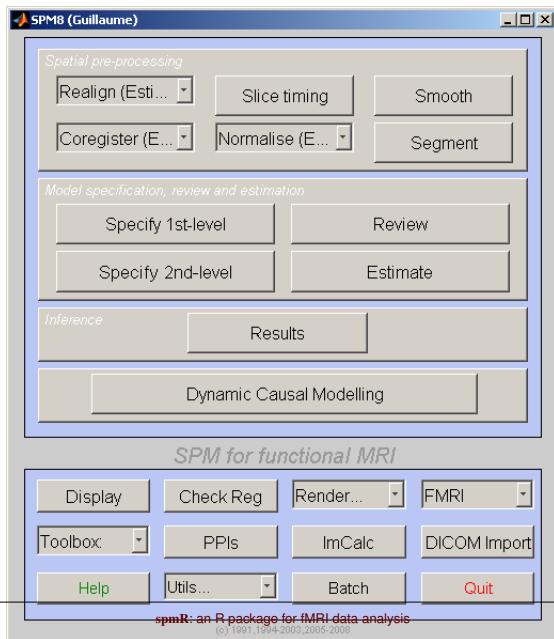 SPM8 (Guillaume)
Spatial pre-processing
Realign (Esti... Slice timing Smooth
Coregister (E... Normalise (E... Segment
Model specification, review and estimation
Specify 1st-level Review
Specify 2nd-level Estimate
Inference
Results
Dynamic Causal Modelling
SPM for functional MRI
Display Check Reg Render... FMRI
Toolbox: PPIs ImCalc DICOM Import
Help Utils... Batch Quit
spmR: an R package for fMRI data analysis
(c) 1991,1994-2003,2005-2008